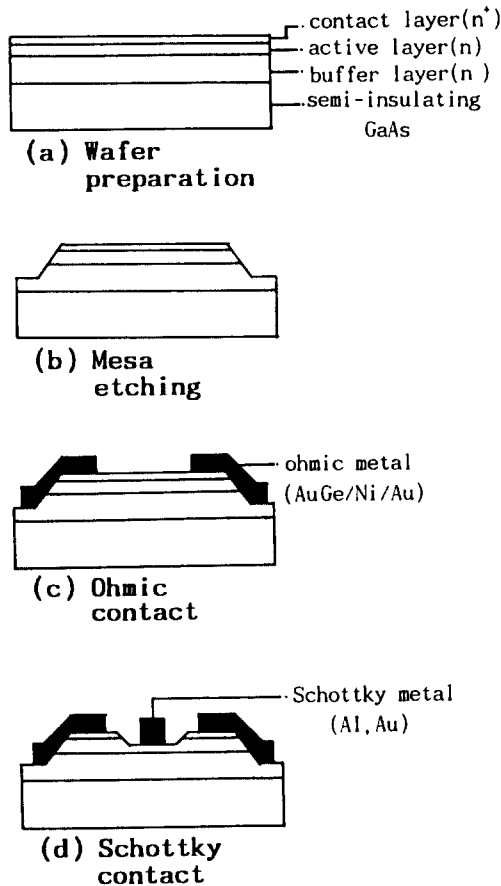 contact layer(n⁺)
active layer(n)
buffer layer(n )
semi-insulating
GaAs
(a) Wafer
preparation
(b) Mesa
etching
ohmic metal
(AuGe/Ni/Au)
(c) Ohmic
contact
Schottky metal
(Al,Au)
(d) Schottky
contact